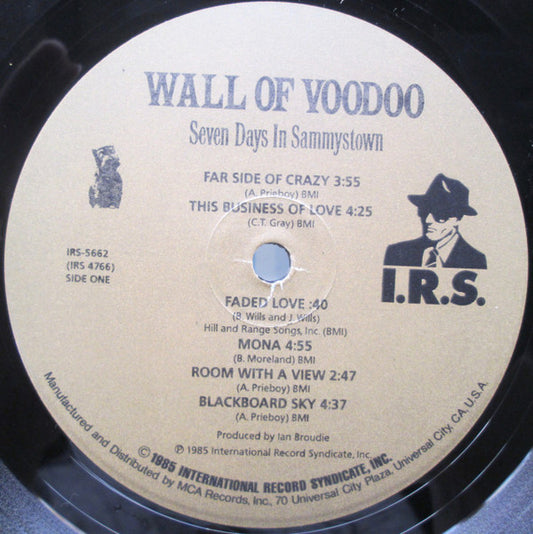 WALL OF VOODOO
Seven Days In Sammystown
FAR SIDE OF CRAZY 3:55
(A. Prieboy) BMI
THIS BUSINESS OF LOVE 4:25
(C.T. Gray) BMI
IRS-5662
(IRS 4766)
SIDE ONE
I.R.S.
FADED LOVE :40
(B. Wills and J. Wills)
Hill and Range Songs, Inc. (BMI)
MONA 4:55
(B. Moreland) BMI
ROOM WITH A VIEW 2:47
(A. Prieboy) BMI
BLACKBOARD SKY 4:37
(A. Prieboy) BMI
Produced by Ian Broudie
℗ 1985 International Record Syndicate, Inc.
© 1985 INTERNATIONAL RECORD SYNDICATE, INC.
Manufactured and Distributed by MCA Records, Inc., 70 Universal City Plaza, Universal City, CA. U.S.A.